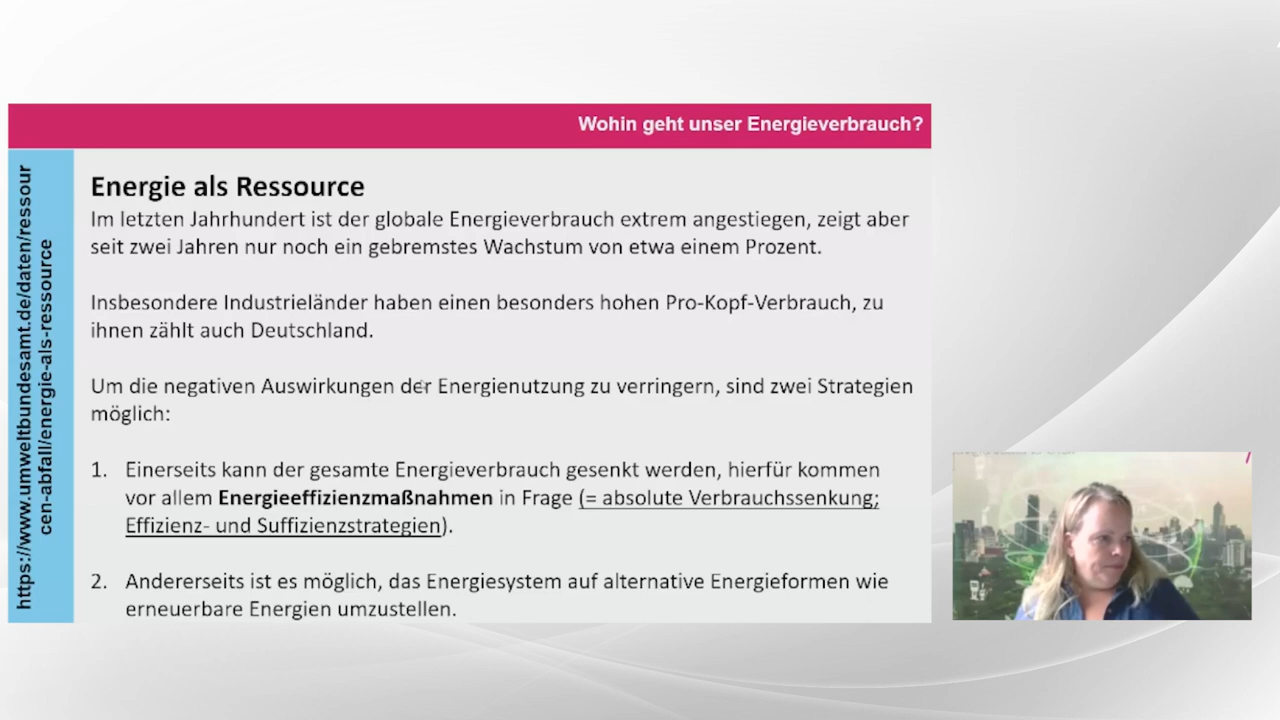 Wohin geht unser Energieverbrauch?
https://www.umweltbundesamt.de/daten/ressour
cen-abfall/energie-als-ressource
Energie als Ressource
Im letzten Jahrhundert ist der globale Energieverbrauch extrem angestiegen, zeigt aber
seit zwei Jahren nur noch ein gebremstes Wachstum von etwa einem Prozent.
Insbesondere Industrieländer haben einen besonders hohen Pro-Kopf-Verbrauch, zu
ihnen zählt auch Deutschland.
Um die negativen Auswirkungen der Energienutzung zu verringern, sind zwei Strategien
möglich:
1. Einerseits kann der gesamte Energieverbrauch gesenkt werden, hierfür kommen
vor allem Energieeffizienzmaßnahmen in Frage (= absolute Verbrauchssenkung;
Effizienz- und Suffizienzstrategien).
2. Andererseits ist es möglich, das Energiesystem auf alternative Energieformen wie
erneuerbare Energien umzustellen.